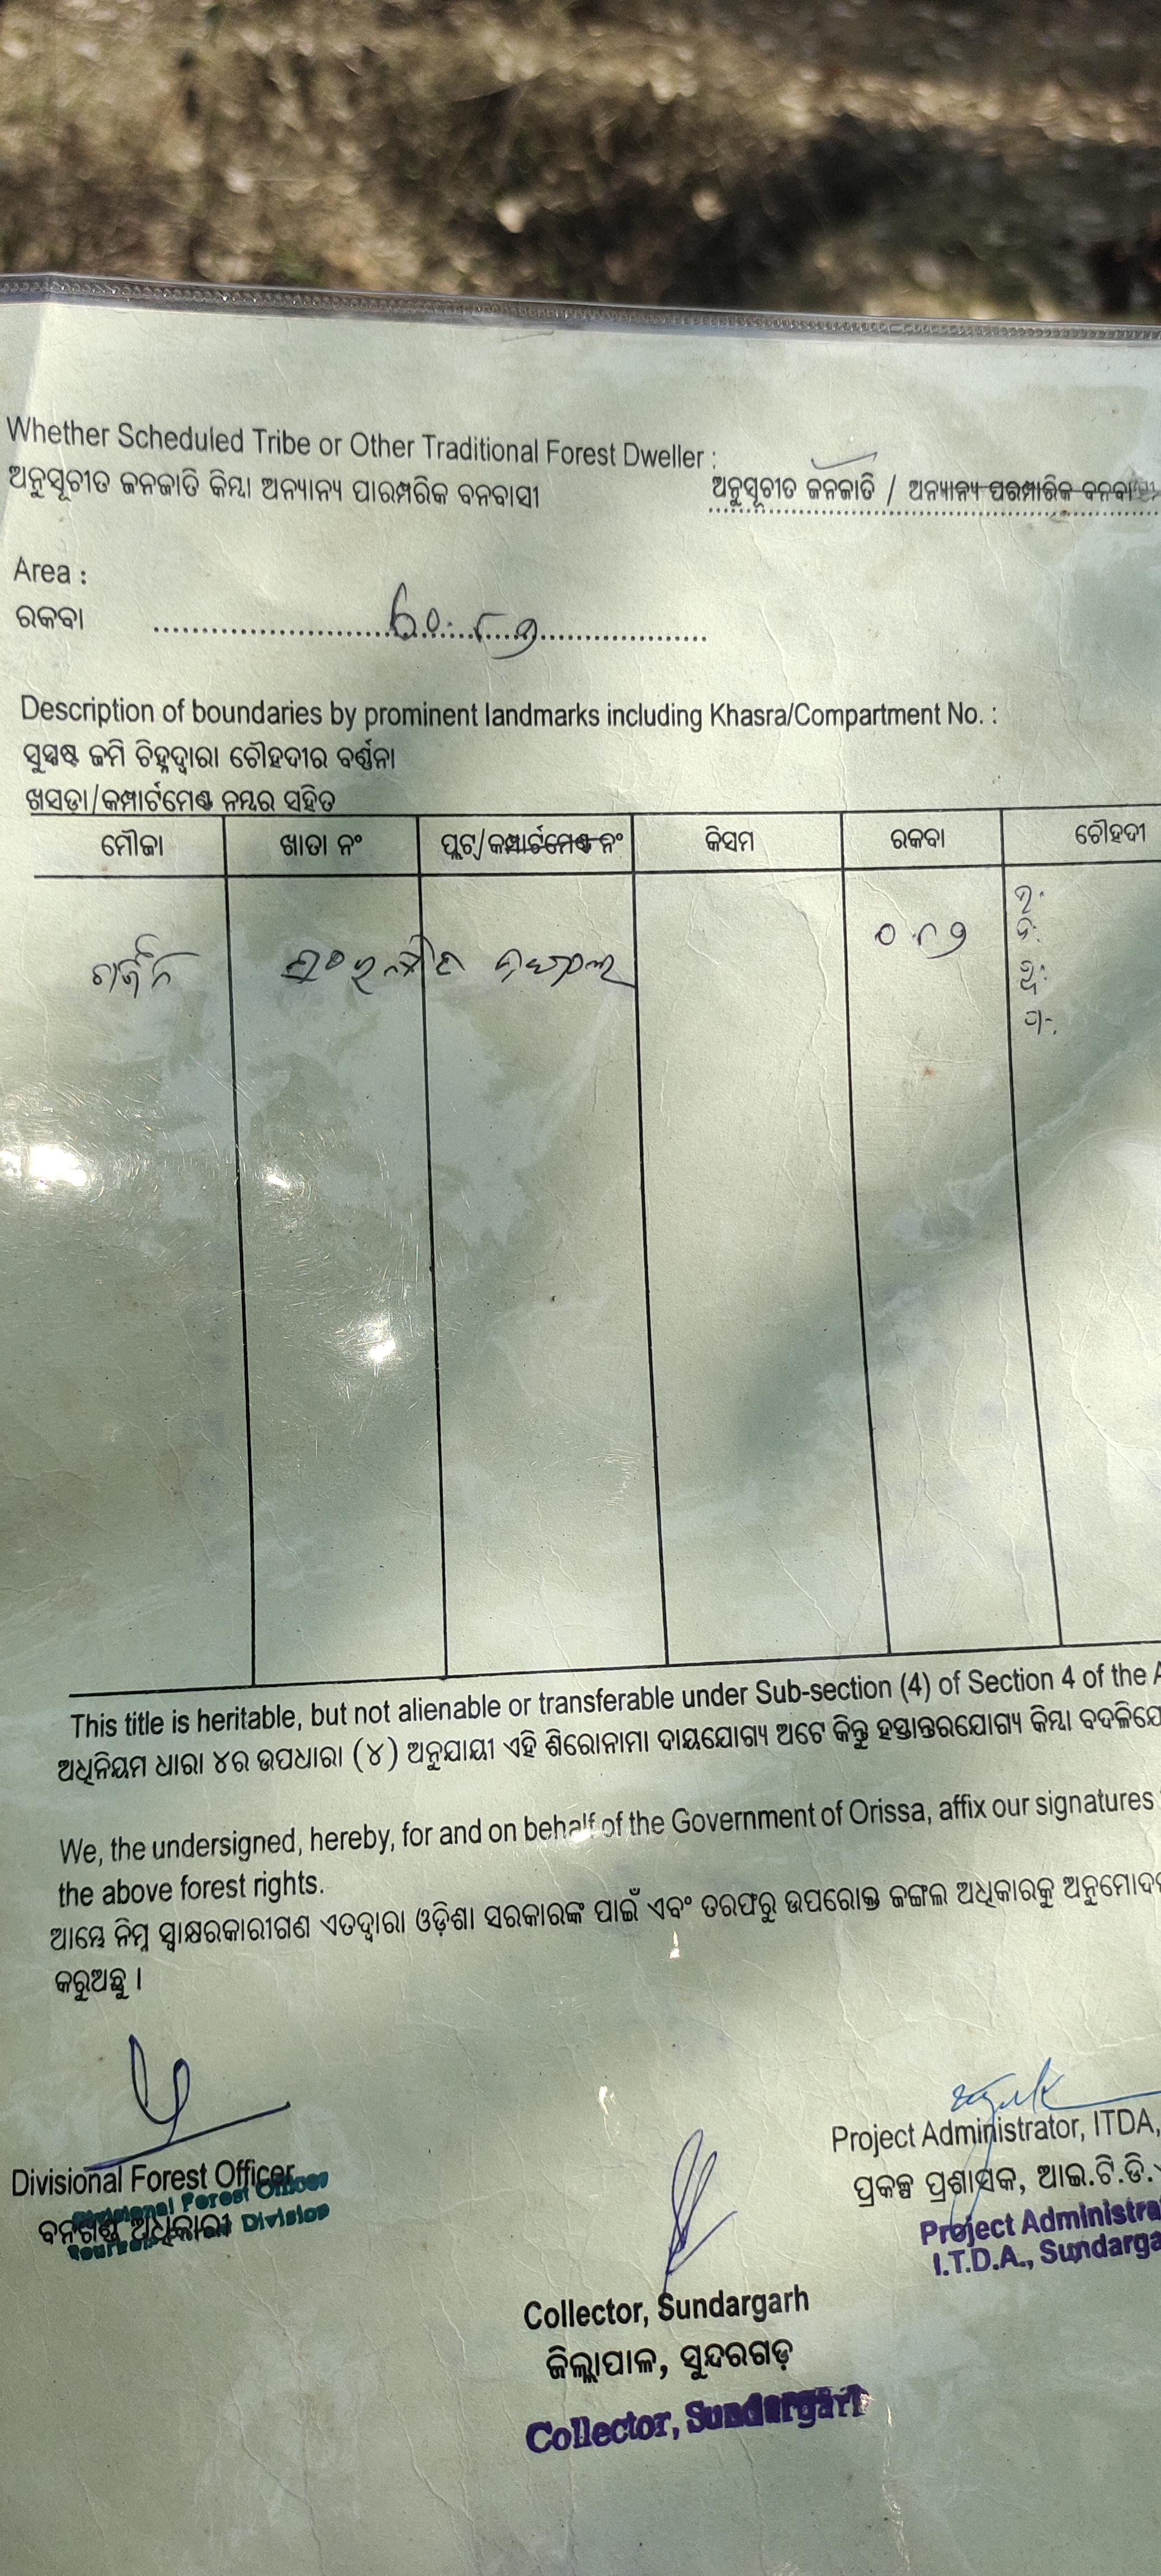 Whether Scheduled Tribe or Other Traditional Forest Dweller :
ଅନୁସୂଚୀତ ଜନଜାତି କିମ୍ବା ଅନ୍ୟାନ୍ୟ ପାରମ୍ପରିକ ବନବାସୀ
ଅନୁସୂଚୀତ ଜନଜାତି / ଅନ୍ୟାନ୍ୟ ପରମ୍ପାରିକ ବନବାସୀ
Area :
ରକବା
Description of boundaries by prominent landmarks including Khasra/Compartment No. :
ସୁସ୍ପଷ୍ଟ ଜମି ଚିହ୍ନଦ୍ୱାରା ଚୌହଦୀର ବର୍ଣ୍ଣନା
ଖସଡ଼ା/କମ୍ପାର୍ଟମେଣ୍ଟ ନମ୍ବର ସହିତ
ମୌଜା ଖାତା ନଂ ପ୍ଲଟ୍/କମ୍ପାର୍ଟମେଣ୍ଟ ନଂ କିସମ ରକବା ଚୌହଦୀ
୦.୮୭
ଉ.
ଦ.
ପୂ.
ପ.
This title is heritable, but not alienable or transferable under Sub-section (4) of Section 4 of the
ଅଧିନିୟମ ଧାରା ୪ର ଉପଧାରା (୪) ଅନୁଯାୟୀ ଏହି ଶିରୋନାମା ଦାୟଯୋଗ୍ୟ ଅଟେ କିନ୍ତୁ ହସ୍ତାନ୍ତରଯୋଗ୍ୟ କିମ୍ବା
We, the undersigned, hereby, for and on behalf of the Government of Orissa, affix our signatures
the above forest rights.
ଆମ୍ଭେ ନିମ୍ନ ସ୍ୱାକ୍ଷରକାରୀଗଣ ଏତଦ୍ୱାରା ଓଡ଼ିଶା ସରକାରଙ୍କ ପାଇଁ ଏବଂ ତରଫରୁ ଉପରୋକ୍ତ ଜଙ୍ଗଲ ଅଧିକାରକୁ
କରୁଅଛୁ ।
Divisional Forest Officer
ବନଖଣ୍ଡ ଅଧିକାରୀ
Divisional Forest Officer
Division
Project Administrator, ITDA,
ପ୍ରକଳ୍ପ ପ୍ରଶାସକ, ଆଇ.ଟି.ଡି.
Project Administra
I.T.D.A., Sundarga
Collector, Sundargarh
ଜିଲ୍ଲାପାଳ, ସୁନ୍ଦରଗଡ଼
Collector, Sundargarh